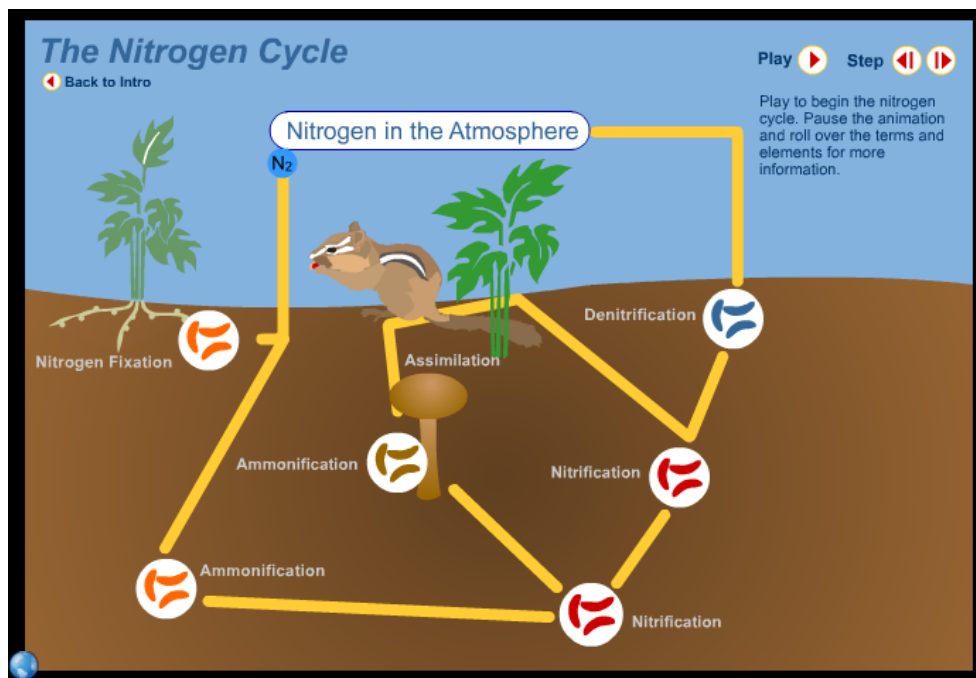 The Nitrogen Cycle
Back to Intro
Play
Step
Play to begin the nitrogen
cycle. Pause the animation
and roll over the terms and
elements for more
information.
Nitrogen in the Atmosphere
N₂
Denitrification
Nitrogen Fixation
Assimilation
Ammonification
Nitrification
Ammonification
Nitrification